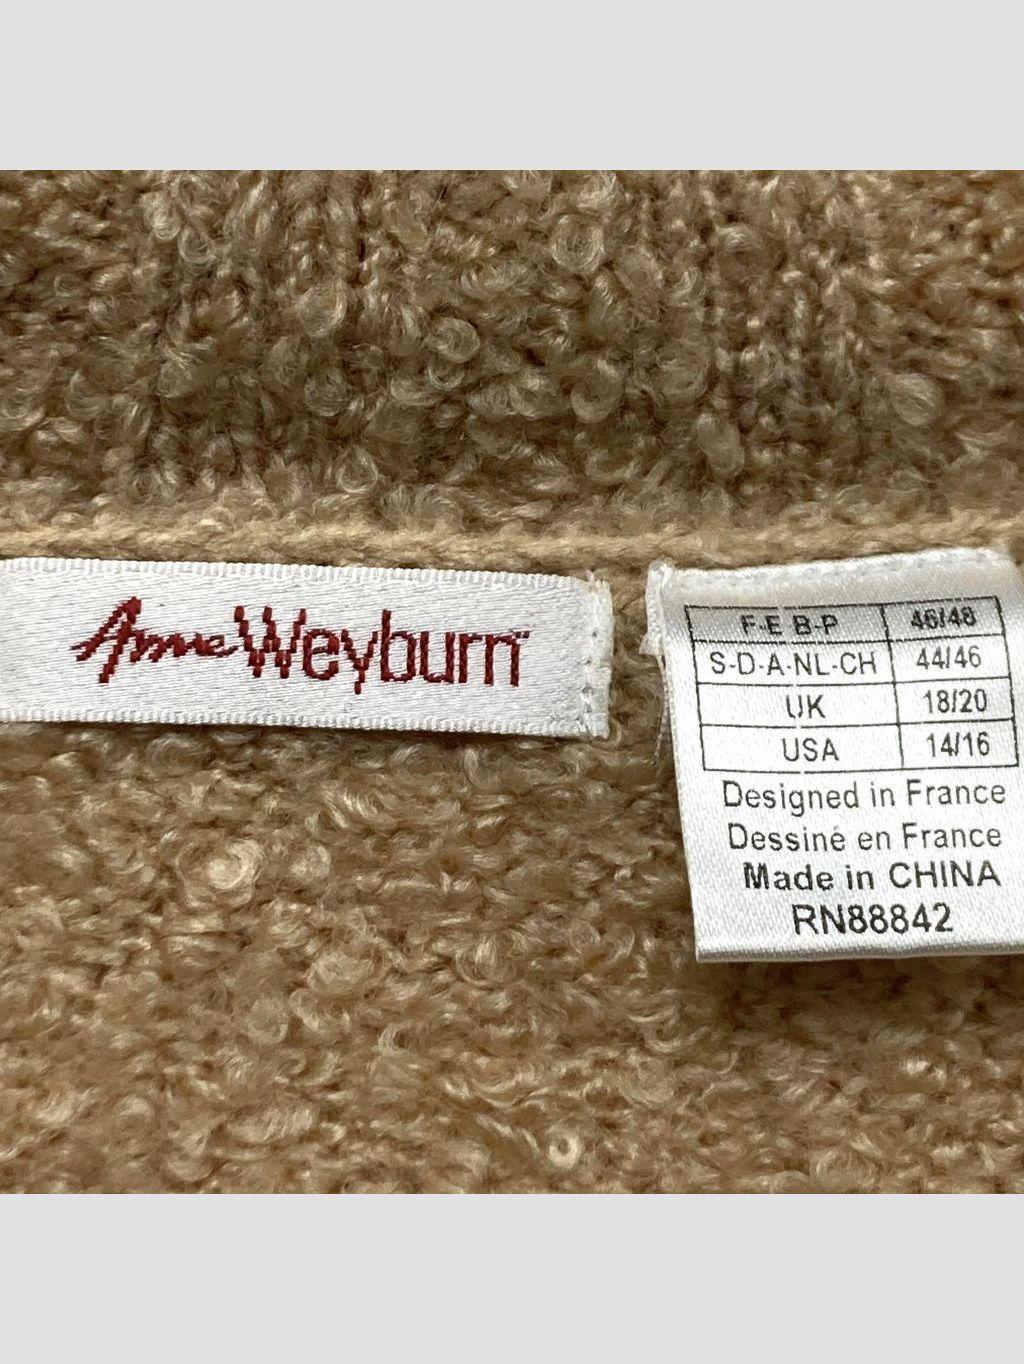 Anne Weyburn
F-E B-P 46/48
S-D-A-NL-CH 44/46
UK 18/20
USA 14/16
Designed in France
Dessiné en France
Made in CHINA
RN88842